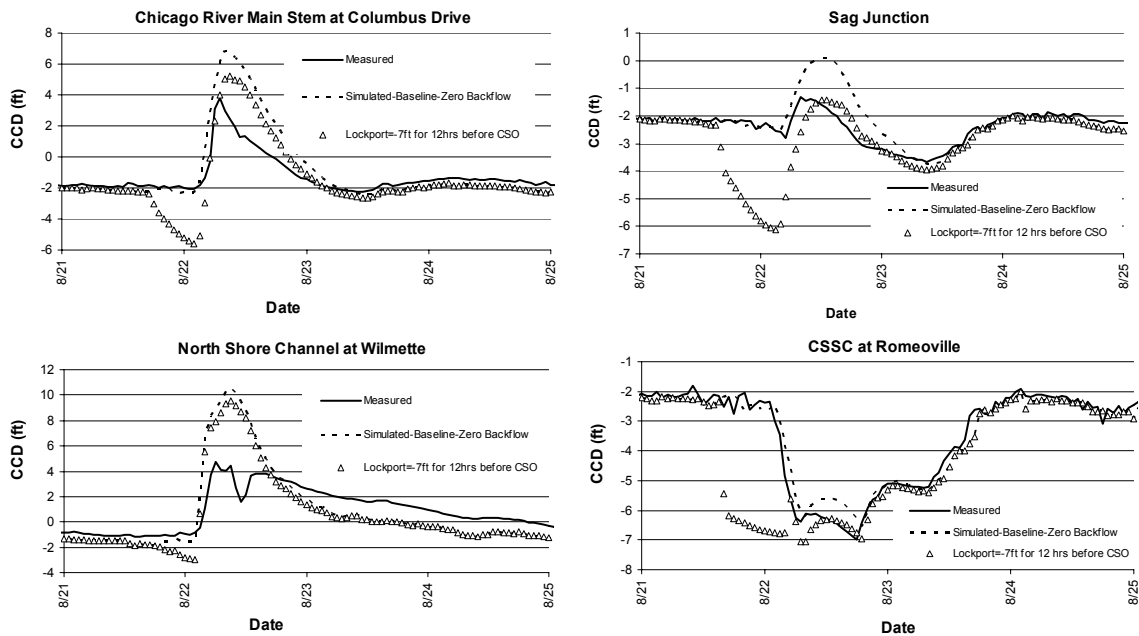 Chicago River Main Stem at Columbus Drive
CCD (ft)
8
6
4
2
0
-2
-4
-6
Measured
Simulated-Baseline-Zero Backflow
Lockport=-7ft for 12hrs before CSO
8/21
8/22
8/23
8/24
8/25
Date
Sag Junction
CCD (ft)
1
0
-1
-2
-3
-4
-5
-6
-7
Measured
Simulated-Baseline-Zero Backflow
Lockport=-7ft for 12 hrs before CSO
8/21
8/22
8/23
8/24
8/25
Date
North Shore Channel at Wilmette
CCD (ft)
12
10
8
6
4
2
0
-2
-4
Measured
Simulated-Baseline-Zero Backflow
Lockport=-7ft for 12hrs before CSO
8/21
8/22
8/23
8/24
8/25
Date
CSSC at Romeoville
CCD (ft)
-1
-2
-3
-4
-5
-6
-7
-8
Measured
Simulated-Baseline-Zero Backflow
Lockport=-7ft for 12 hrs before CSO
8/21
8/22
8/23
8/24
8/25
Date